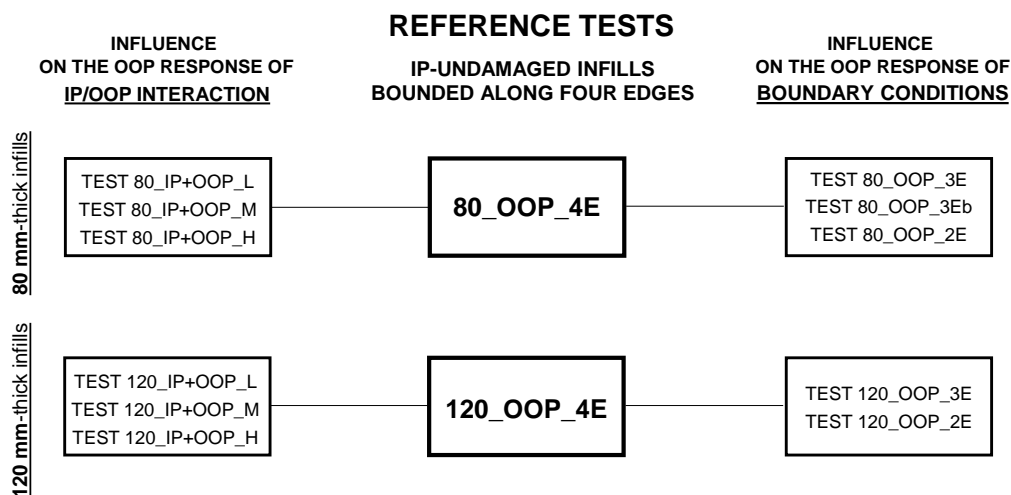 REFERENCE TESTS
INFLUENCE
ON THE OOP RESPONSE OF
IP/OOP INTERACTION
IP-UNDAMAGED INFILLS
BOUNDED ALONG FOUR EDGES
INFLUENCE
ON THE OOP RESPONSE OF
BOUNDARY CONDITIONS
80 mm-thick infills
TEST 80_IP+OOP_L
TEST 80_IP+OOP_M
TEST 80_IP+OOP_H
80_OOP_4E
TEST 80_OOP_3E
TEST 80_OOP_3Eb
TEST 80_OOP_2E
120 mm-thick infills
TEST 120_IP+OOP_L
TEST 120_IP+OOP_M
TEST 120_IP+OOP_H
120_OOP_4E
TEST 120_OOP_3E
TEST 120_OOP_2E